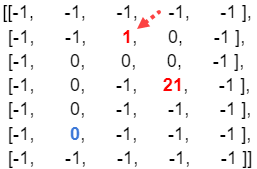 [[-1, -1, -1, -1, -1 ],
[-1, -1, 1, 0, -1 ],
[-1, 0, 0, 0, -1 ],
[-1, 0, -1, 21, -1 ],
[-1, 0, -1, -1, -1 ],
[-1, 0, -1, -1, -1 ],
[-1, -1, -1, -1, -1 ]]